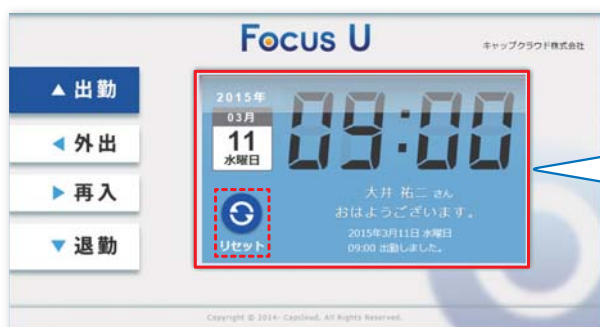 Focus U
キャップクラウド株式会社
▲ 出勤
◀ 外出
▶ 再入
▼ 退勤
2015年
03月
11
水曜日
09:00
リセット
大井 祐二 さん
おはようございます。
2015年3月11日 水曜日
09:00 出勤しました。
Copyright © 2014- Capcloud. All Rights Reserved.